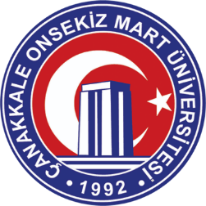 ÇANAKKALE ONSEKİZ MART ÜNİVERSİTESİ
• 1992 •